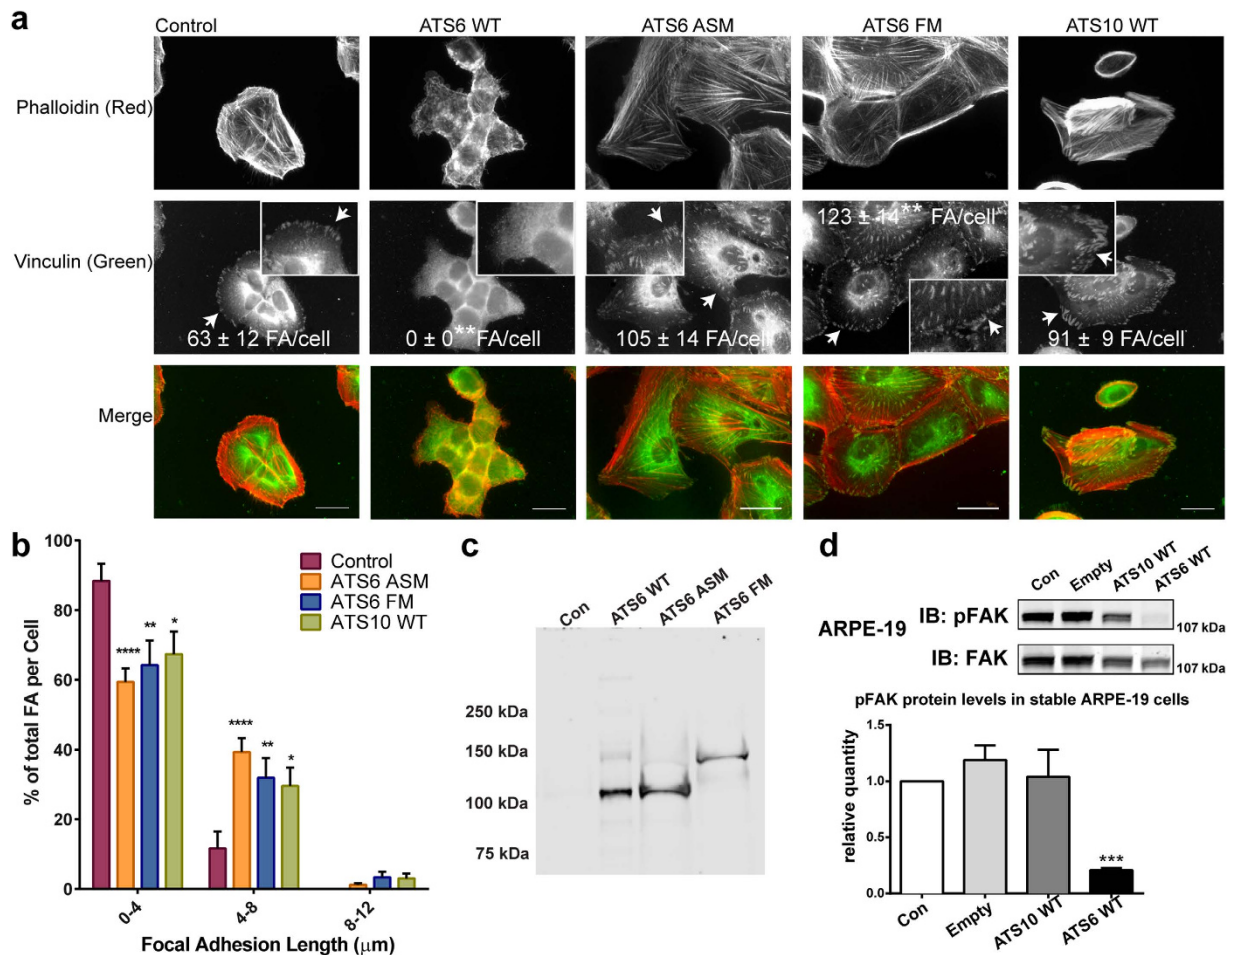 a
Control
ATS6 WT
ATS6 ASM
ATS6 FM
ATS10 WT
Phalloidin (Red)
Vinculin (Green)
63 ± 12 FA/cell
0 ± 0** FA/cell
105 ± 14 FA/cell
123 ± 14** FA/cell
91 ± 9 FA/cell
Merge
b
100
80
60
40
20
0
% of total FA per Cell
Control
ATS6 ASM
ATS6 FM
ATS10 WT
****
**
*
****
**
*
0-4
4-8
8-12
Focal Adhesion Length (μm)
c
Con
ATS6 WT
ATS6 ASM
ATS6 FM
250 kDa
150 kDa
100 kDa
75 kDa
d
Con
Empty
ATS10 WT
ATS6 WT
ARPE-19
IB: pFAK
107 kDa
IB: FAK
107 kDa
pFAK protein levels in stable ARPE-19 cells
1.5
1.0
0.5
0.0
relative quantity
***
Con
Empty
ATS10 WT
ATS6 WT